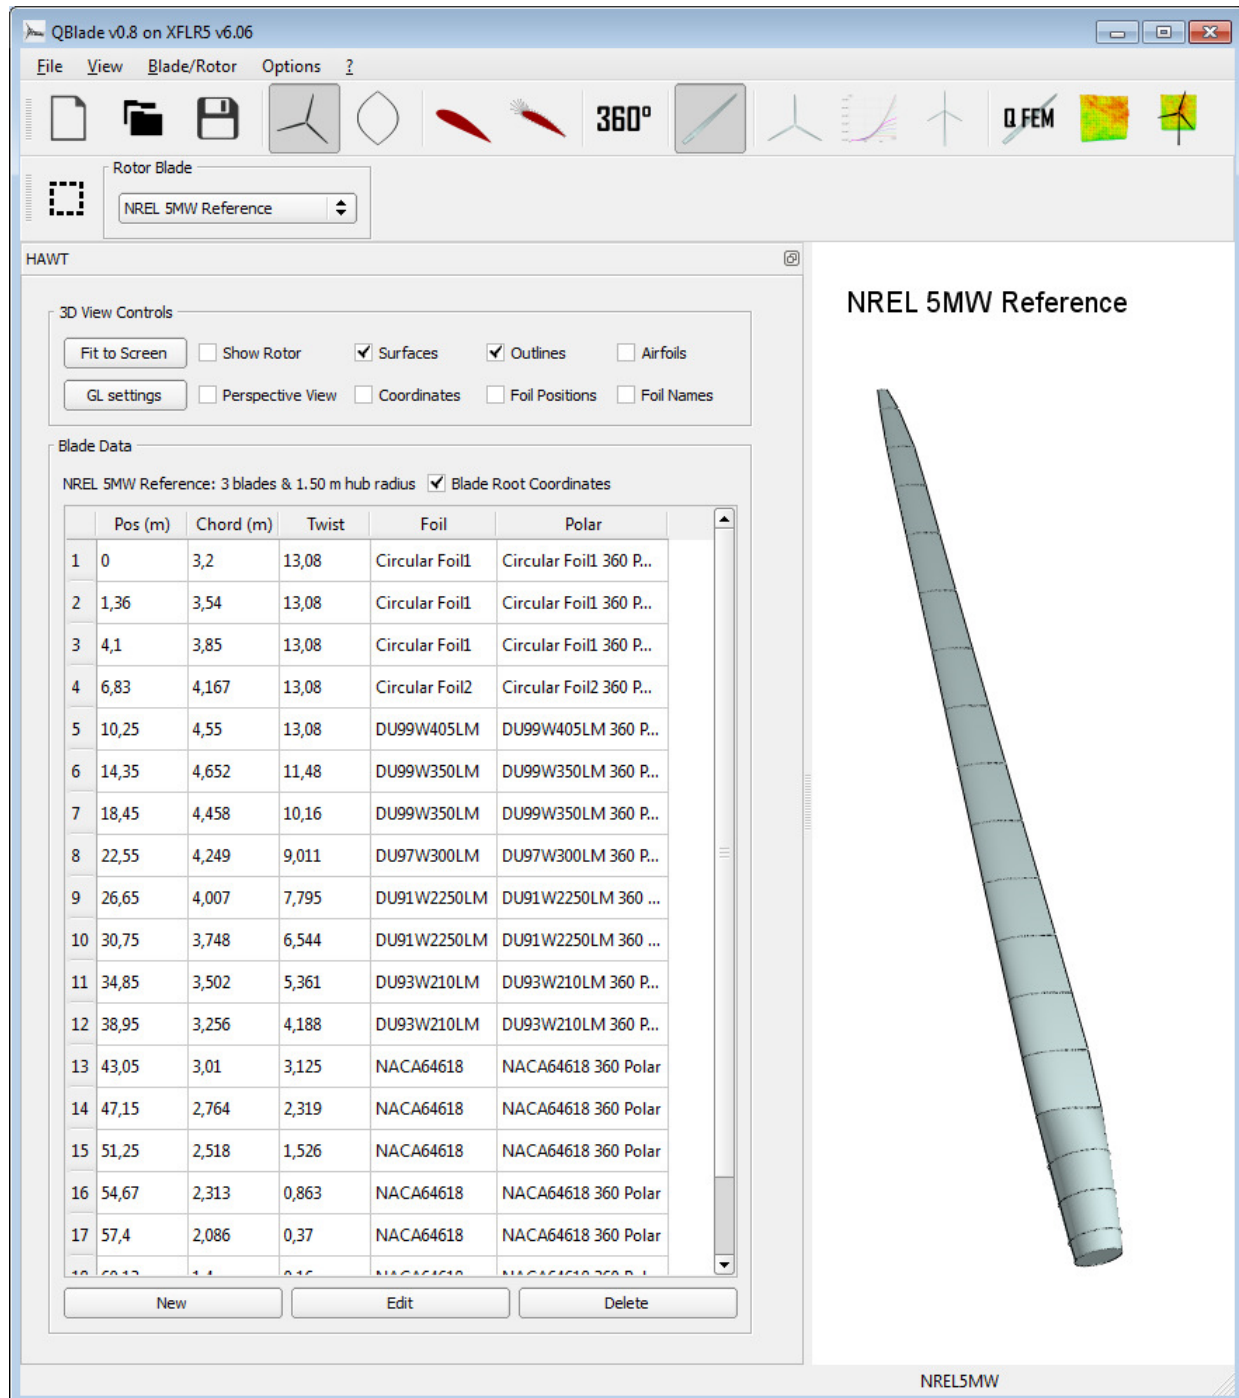 QBlade v0.8 on XFLR5 v6.06
File View Blade/Rotor Options ?
360° Q FEM
Rotor Blade
NREL 5MW Reference
HAWT
NREL 5MW Reference
3D View Controls
Fit to Screen Show Rotor Surfaces Outlines Airfoils
GL settings Perspective View Coordinates Foil Positions Foil Names
Blade Data
NREL 5MW Reference: 3 blades & 1.50 m hub radius Blade Root Coordinates
Pos (m) Chord (m) Twist Foil Polar
1 0 3,2 13,08 Circular Foil1 Circular Foil1 360 P...
2 1,36 3,54 13,08 Circular Foil1 Circular Foil1 360 P...
3 4,1 3,85 13,08 Circular Foil1 Circular Foil1 360 P...
4 6,83 4,167 13,08 Circular Foil2 Circular Foil2 360 P...
5 10,25 4,55 13,08 DU99W405LM DU99W405LM 360 P...
6 14,35 4,652 11,48 DU99W350LM DU99W350LM 360 P...
7 18,45 4,458 10,16 DU99W350LM DU99W350LM 360 P...
8 22,55 4,249 9,011 DU97W300LM DU97W300LM 360 P...
9 26,65 4,007 7,795 DU91W2250LM DU91W2250LM 360 ...
10 30,75 3,748 6,544 DU91W2250LM DU91W2250LM 360 ...
11 34,85 3,502 5,361 DU93W210LM DU93W210LM 360 P...
12 38,95 3,256 4,188 DU93W210LM DU93W210LM 360 P...
13 43,05 3,01 3,125 NACA64618 NACA64618 360 Polar
14 47,15 2,764 2,319 NACA64618 NACA64618 360 Polar
15 51,25 2,518 1,526 NACA64618 NACA64618 360 Polar
16 54,67 2,313 0,863 NACA64618 NACA64618 360 Polar
17 57,4 2,086 0,37 NACA64618 NACA64618 360 Polar
New Edit Delete
NREL5MW